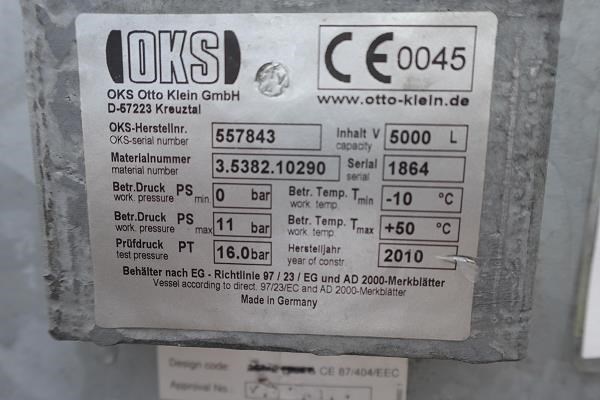 OKS
CE 0045
OKS Otto Klein GmbH
D-57223 Kreuztal
www.otto-klein.de
OKS-Herstellnr. 557843 Inhalt V 5000 L
OKS-serial number capacity
Materialnummer 3.5382.10290 Serial 1864
material number serial
Betr.Druck PS min 0 bar Betr. Temp. T min -10 °C
work. pressure work. temp.
Betr.Druck PS max 11 bar Betr. Temp. T max +50 °C
work. pressure work. temp.
Prüfdruck PT 16.0 bar Herstelljahr 2010
test pressure year of constr.
Behälter nach EG - Richtlinie 97 / 23 / EG und AD 2000-Merkblätter
Vessel according to direct. 97/23/EC and AD 2000-Merkblätter
Made in Germany
Design code: CE 87/404/EEC
Approval No.: